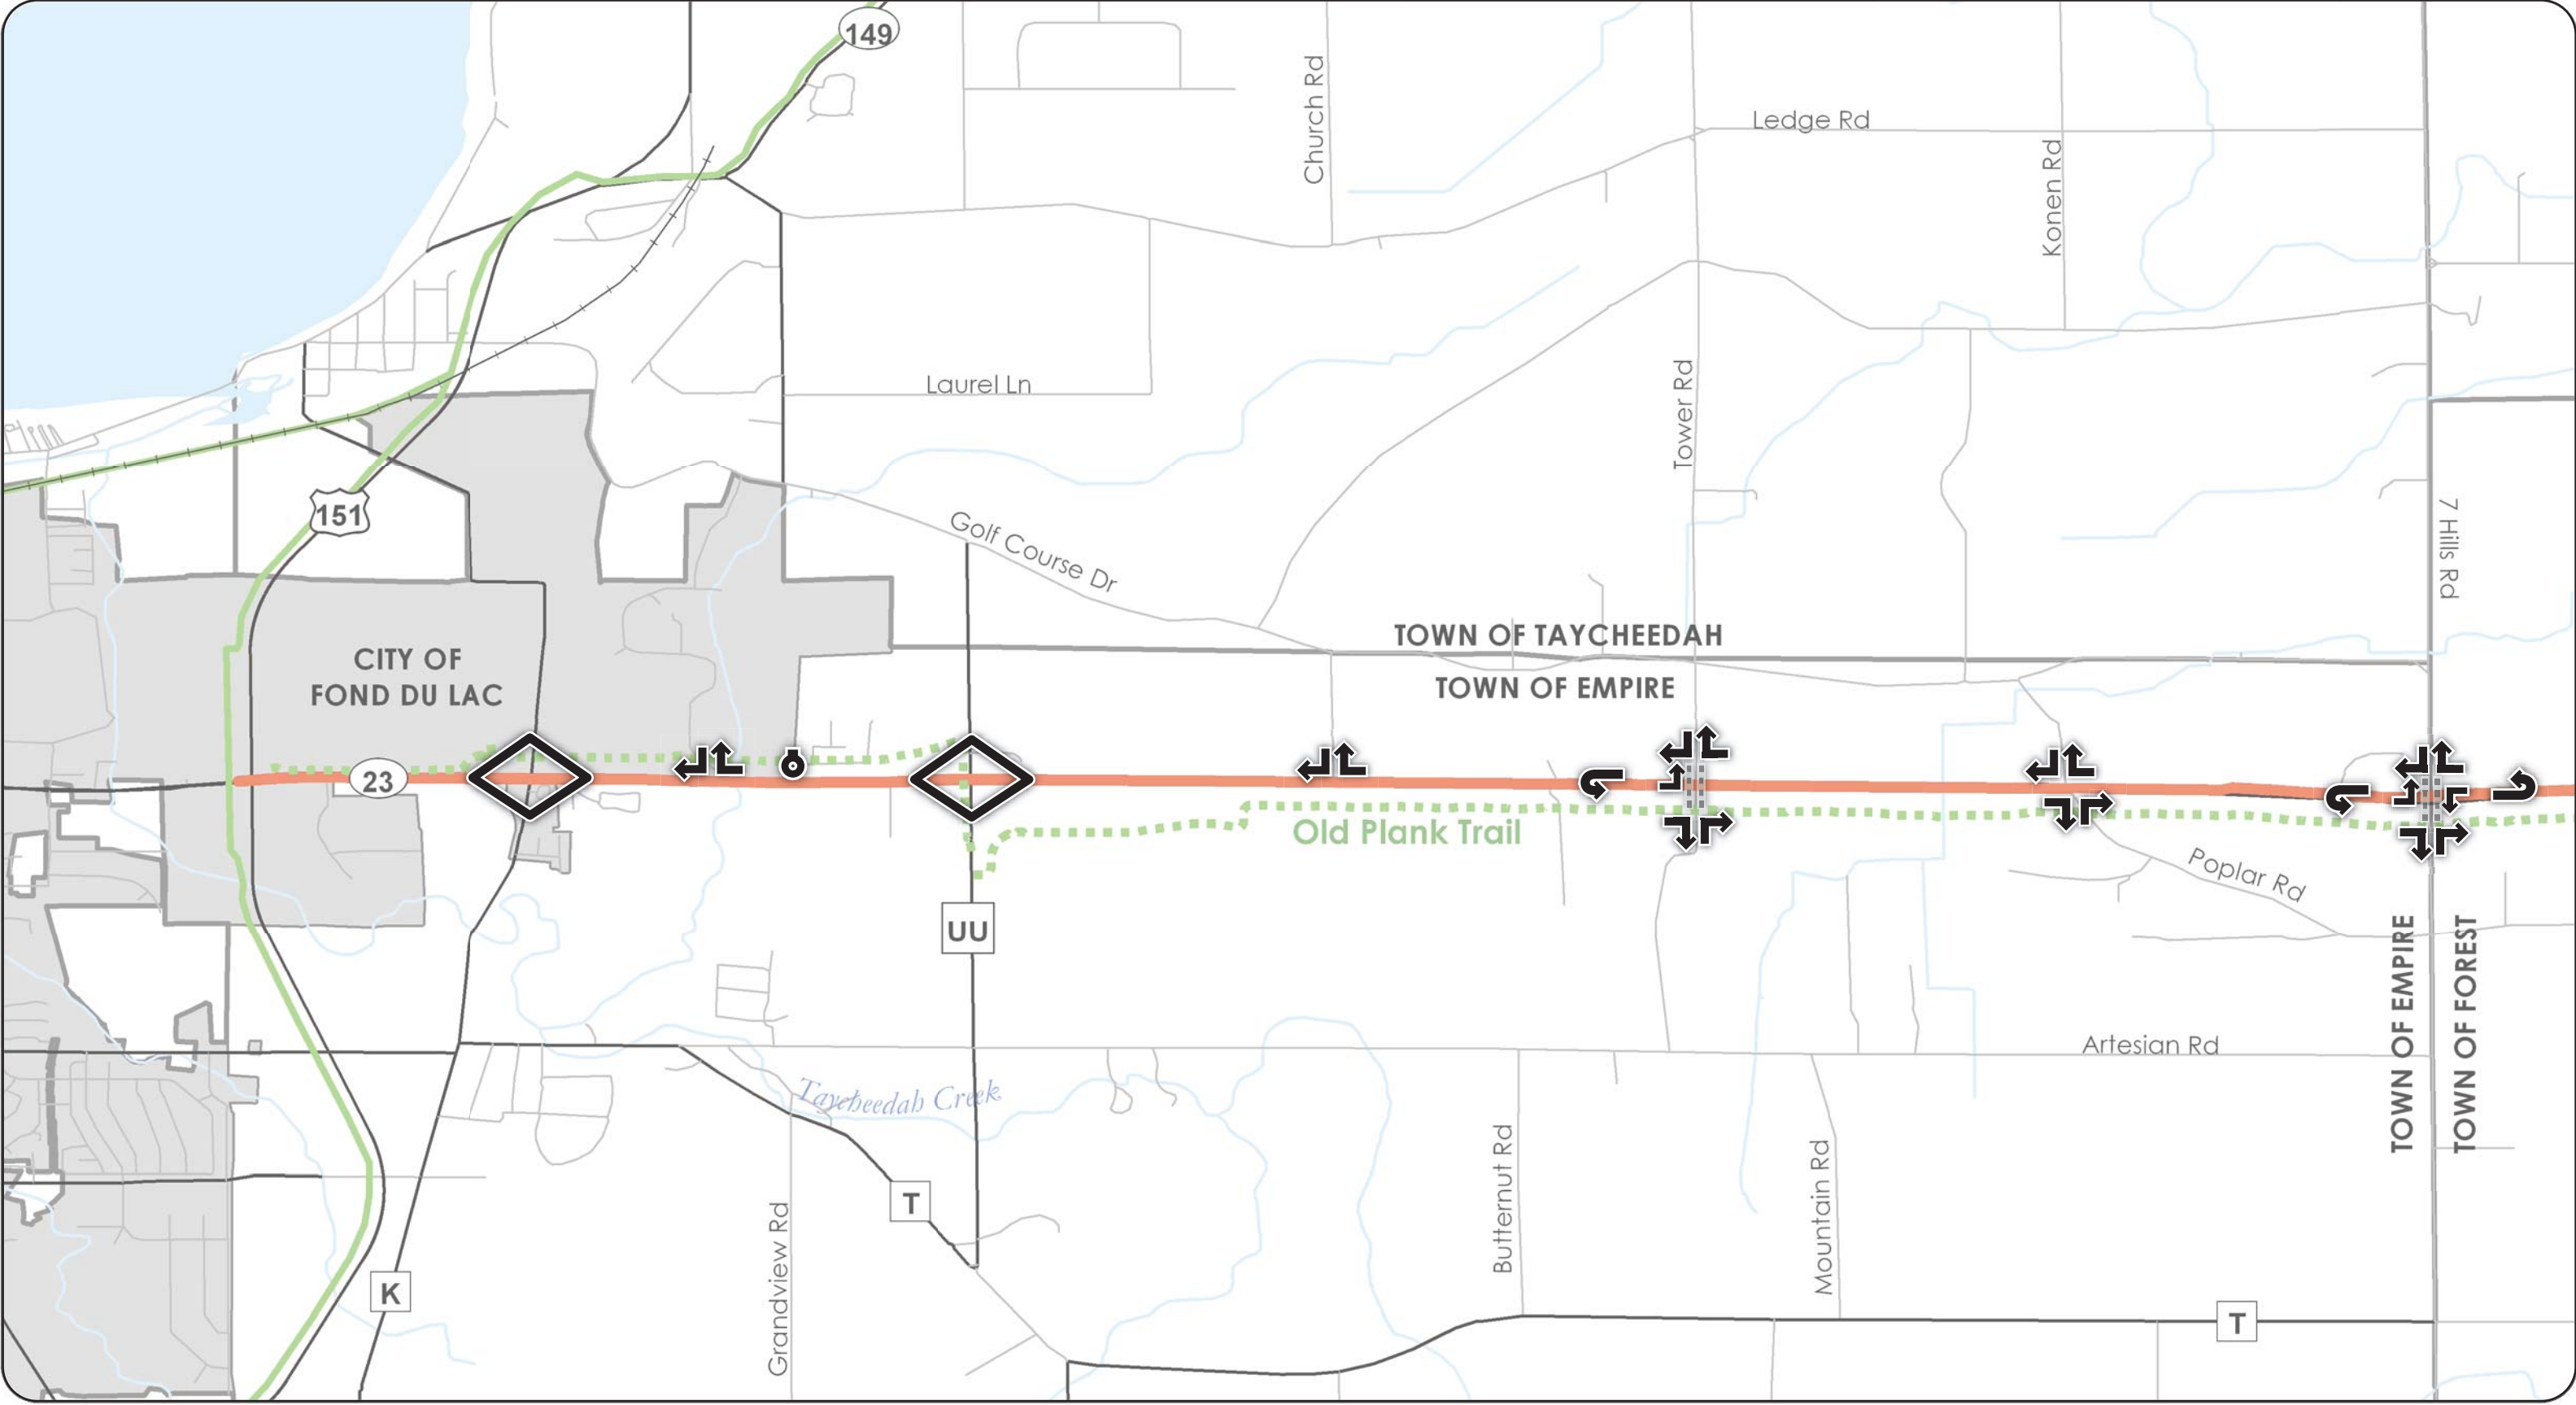 149
Church Rd
Ledge Rd
Konen Rd
Laurel Ln
Tower Rd
151
Golf Course Dr
7 Hills Rd
TOWN OF TAYCHEEDAH
CITY OF
FOND DU LAC
TOWN OF EMPIRE
23
Old Plank Trail
Poplar Rd
UU
TOWN OF EMPIRE
TOWN OF FOREST
Artesian Rd
Taycheedah Creek
T
Butternut Rd
Mountain Rd
Grandview Rd
K
T